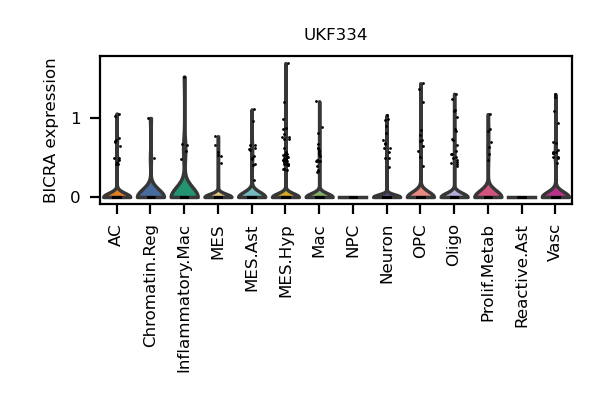 UKF334
BICRA expression
1
0
AC
Chromatin.Reg
Inflammatory.Mac
MES
MES.Ast
MES.Hyp
Mac
NPC
Neuron
OPC
Oligo
Prolif.Metab
Reactive.Ast
Vasc